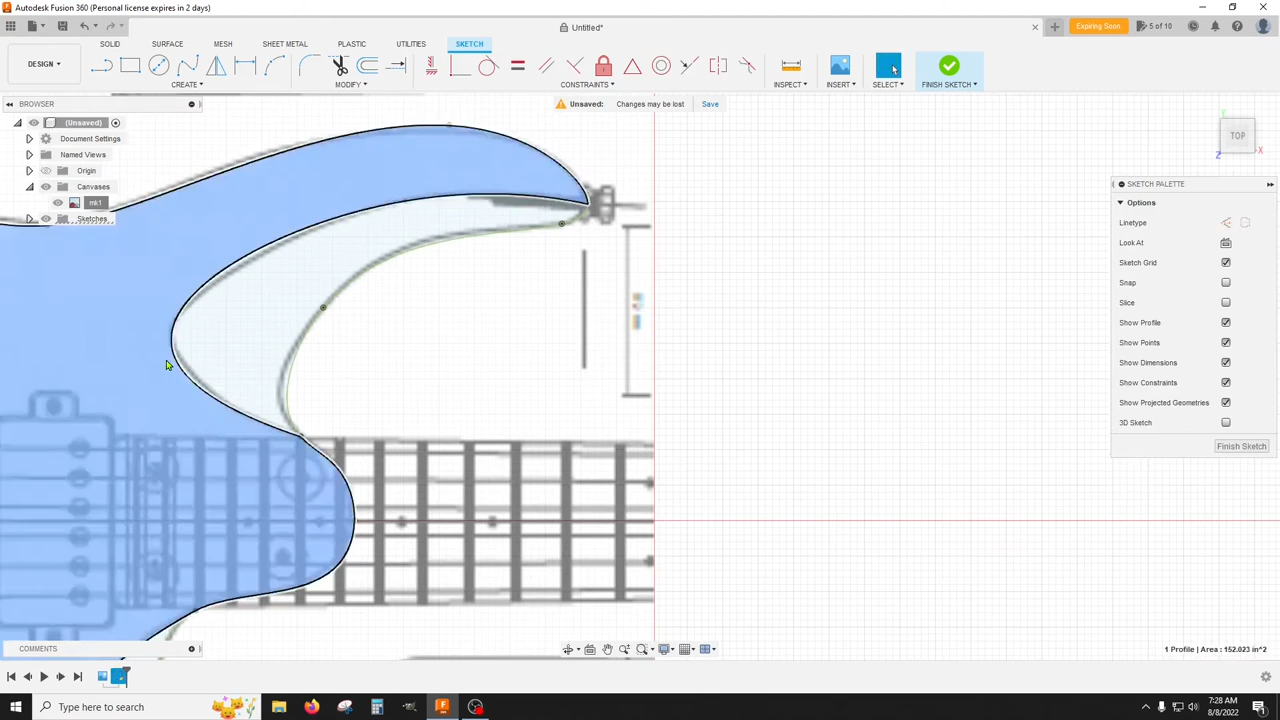 Autodesk Fusion 360 (Personal license expires in 2 days)
Untitled*
Expiring Soon
5 of 10
DESIGN
SOLID
SURFACE
MESH
SHEET METAL
PLASTIC
UTILITIES
SKETCH
CREATE
MODIFY
CONSTRAINTS
INSPECT
INSERT
SELECT
FINISH SKETCH
BROWSER
Unsaved: Changes may be lost
Save
(Unsaved)
Document Settings
Named Views
Origin
Canvases
mk1
Sketches
TOP
Y
X
Z
SKETCH PALETTE
Options
Linetype
Look At
Sketch Grid
Snap
Slice
Show Profile
Show Points
Show Dimensions
Show Constraints
Show Projected Geometries
3D Sketch
Finish Sketch
COMMENTS
1 Profile | Area : 152.023 in^2
Type here to search
7:28 AM
8/8/2022
1